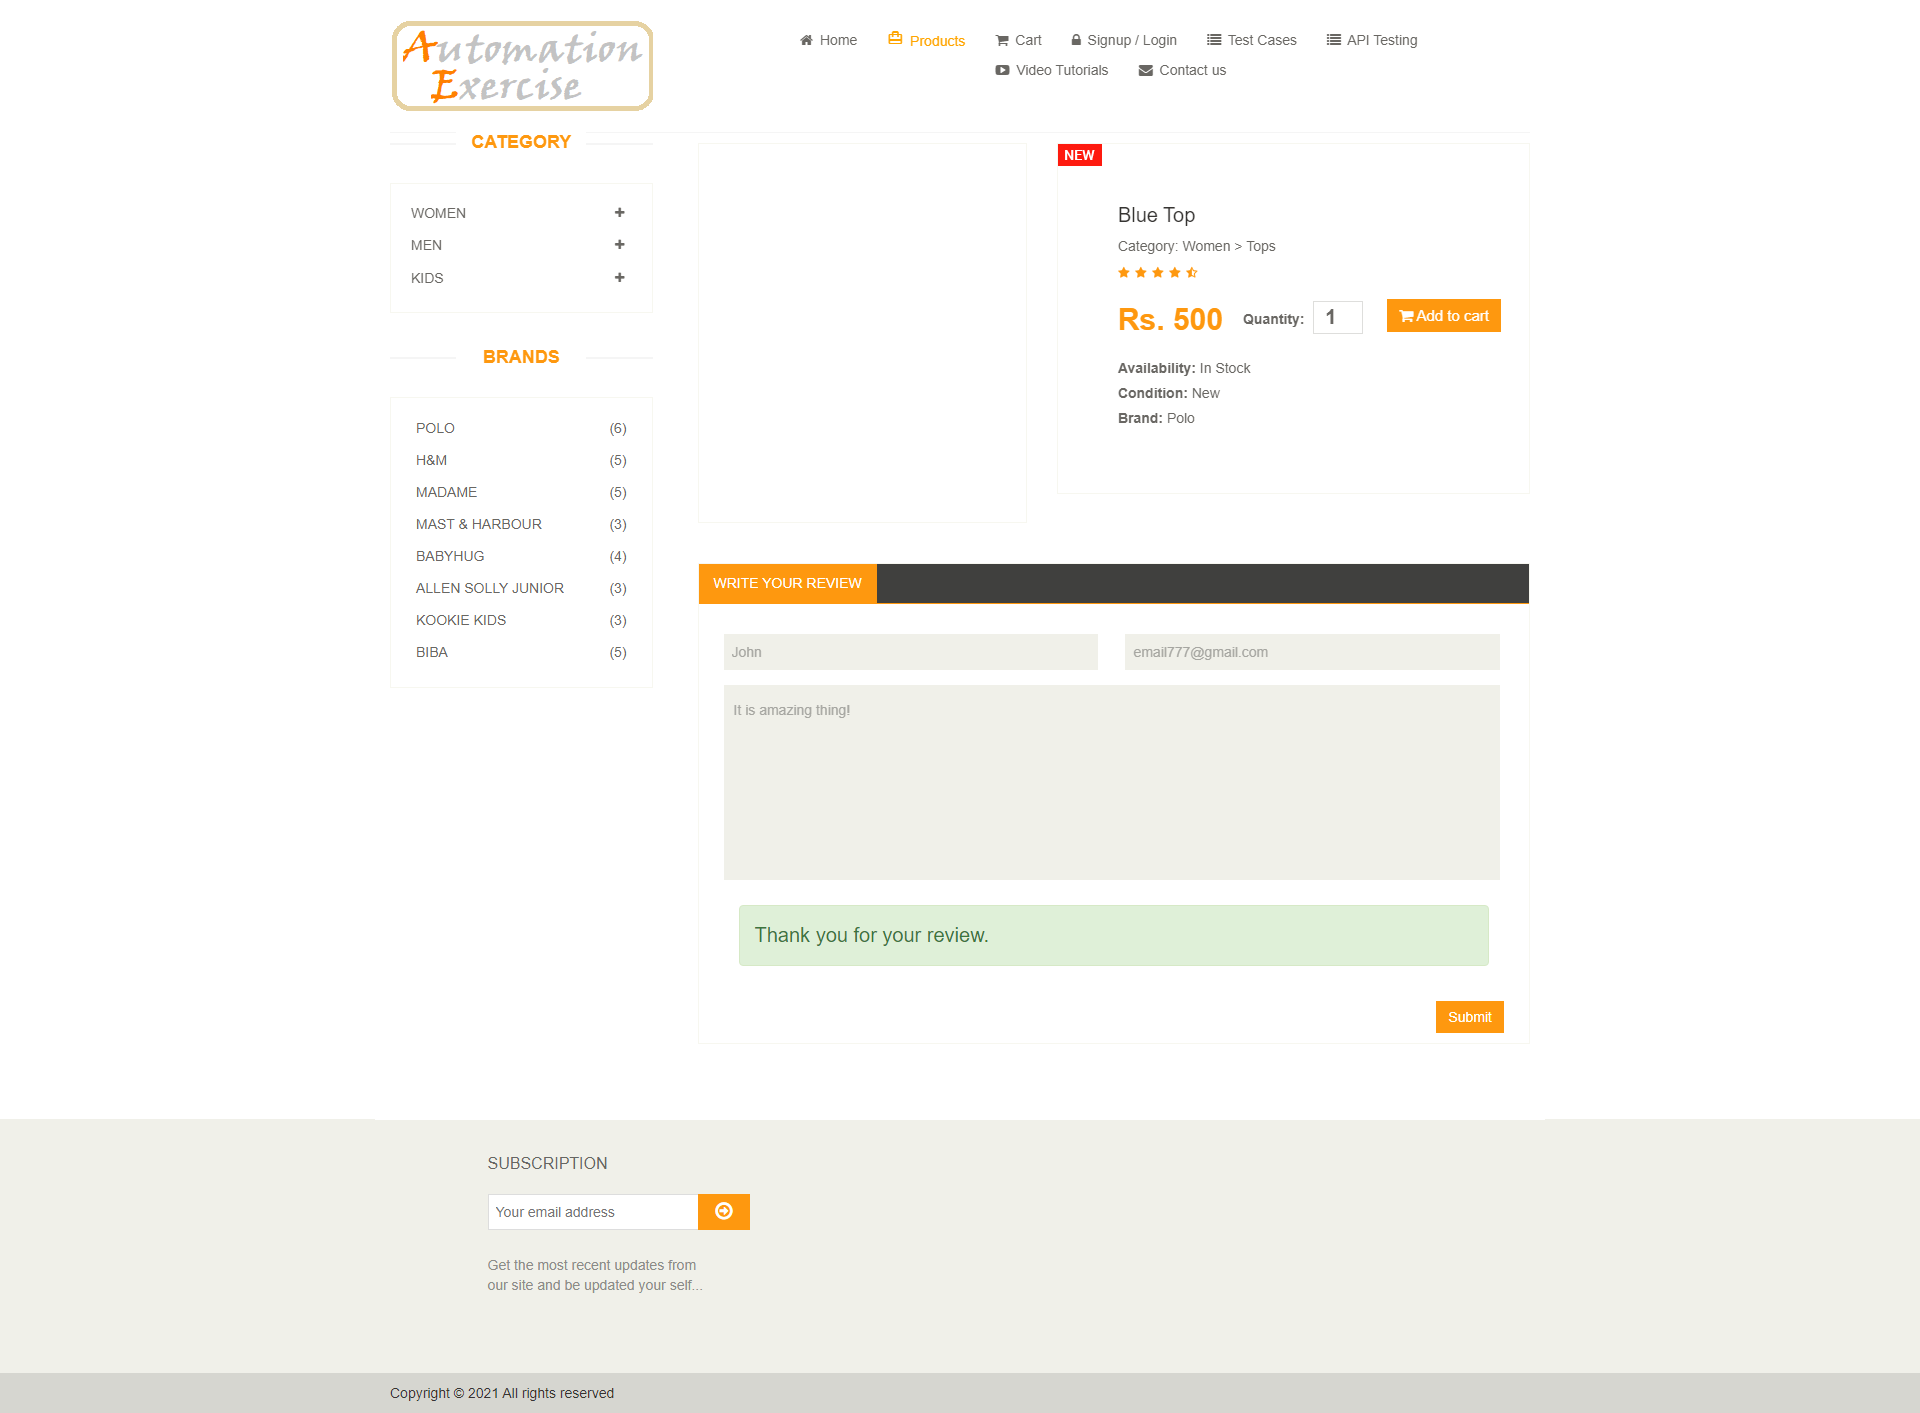 Automation
Exercise
Home
Products
Cart
Signup / Login
Test Cases
API Testing
Video Tutorials
Contact us
CATEGORY
WOMEN
MEN
KIDS
BRANDS
POLO (6)
H&M (5)
MADAME (5)
MAST & HARBOUR (3)
BABYHUG (4)
ALLEN SOLLY JUNIOR (3)
KOOKIE KIDS (3)
BIBA (5)
NEW
Blue Top
Category: Women > Tops
Rs. 500 Quantity: 1 Add to cart
Availability: In Stock
Condition: New
Brand: Polo
WRITE YOUR REVIEW
John
email777@gmail.com
It is amazing thing!
Thank you for your review.
Submit
SUBSCRIPTION
Your email address
Get the most recent updates from
our site and be updated your self...
Copyright © 2021 All rights reserved